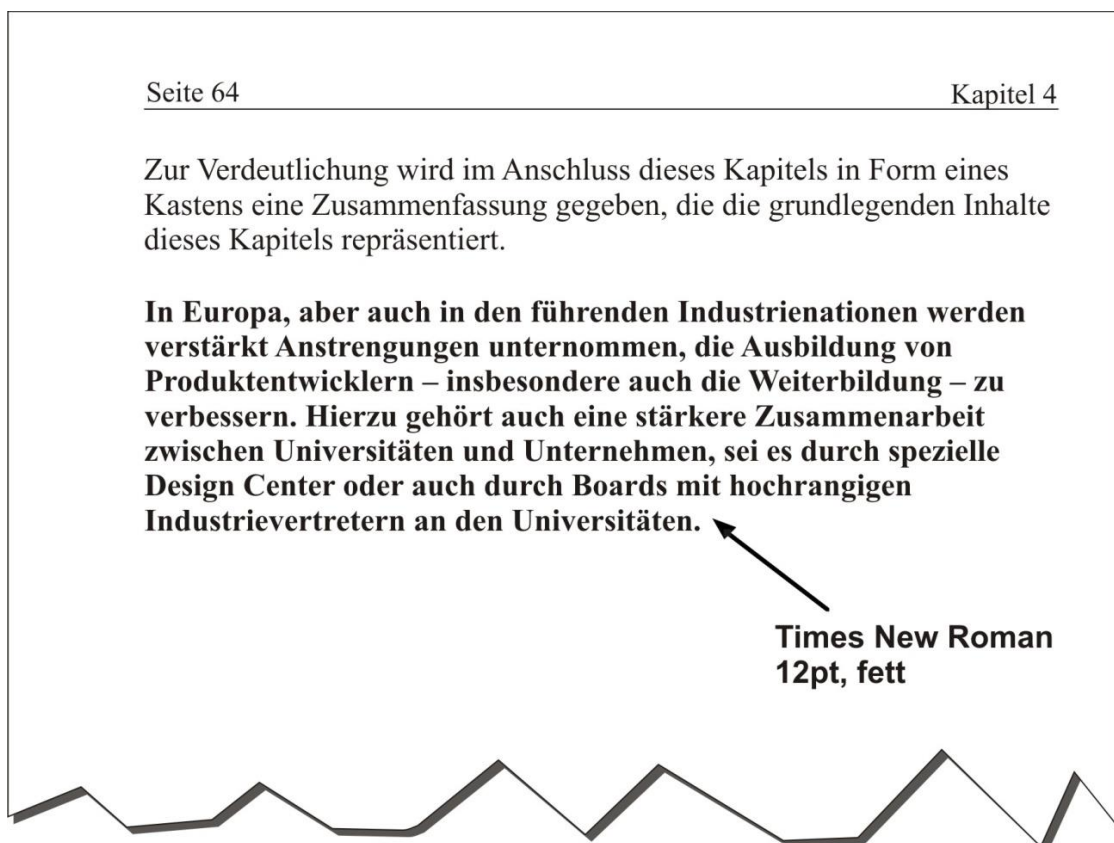 Seite 64 Kapitel 4
Zur Verdeutlichung wird im Anschluss dieses Kapitels in Form eines
Kastens eine Zusammenfassung gegeben, die die grundlegenden Inhalte
dieses Kapitels repräsentiert.
In Europa, aber auch in den führenden Industrienationen werden
verstärkt Anstrengungen unternommen, die Ausbildung von
Produktentwicklern – insbesondere auch die Weiterbildung – zu
verbessern. Hierzu gehört auch eine stärkere Zusammenarbeit
zwischen Universitäten und Unternehmen, sei es durch spezielle
Design Center oder auch durch Boards mit hochrangigen
Industrievertretern an den Universitäten.
Times New Roman
12pt, fett